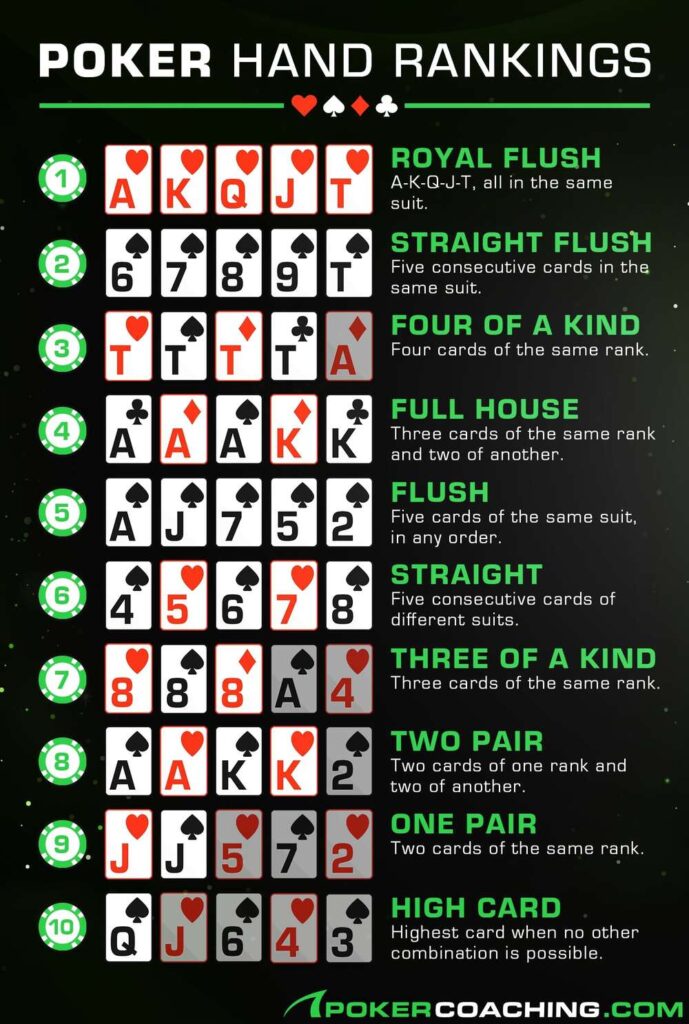 POKER HAND RANKINGS
1
A K Q J T
ROYAL FLUSH
A-K-Q-J-T, all in the same
suit.
2
6 7 8 9 T
STRAIGHT FLUSH
Five consecutive cards in the
same suit.
3
T T T T A
FOUR OF A KIND
Four cards of the same rank.
4
A A A K K
FULL HOUSE
Three cards of the same rank
and two of another.
5
A J 7 5 2
FLUSH
Five cards of the same suit,
in any order.
6
4 5 6 7 8
STRAIGHT
Five consecutive cards of
different suits.
7
8 8 8 A 4
THREE OF A KIND
Three cards of the same rank.
8
A A K K 2
TWO PAIR
Two cards of one rank and
two of another.
9
J J 5 7 2
ONE PAIR
Two cards of the same rank.
10
Q J 6 4 3
HIGH CARD
Highest card when no other
combination is possible.
POKERCOACHING.COM